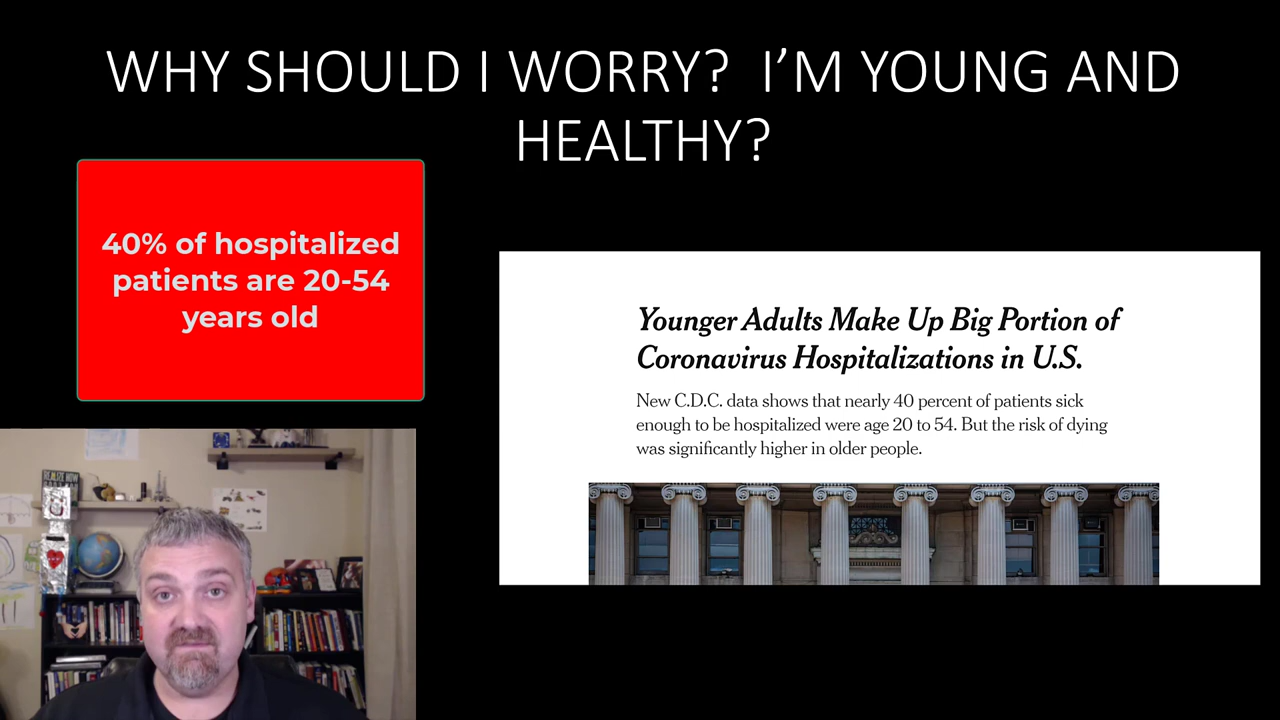 WHY SHOULD I WORRY?  I’M YOUNG AND
HEALTHY?
40% of hospitalized
patients are 20-54
years old
Younger Adults Make Up Big Portion of
Coronavirus Hospitalizations in U.S.
New C.D.C. data shows that nearly 40 percent of patients sick
enough to be hospitalized were age 20 to 54. But the risk of dying
was significantly higher in older people.